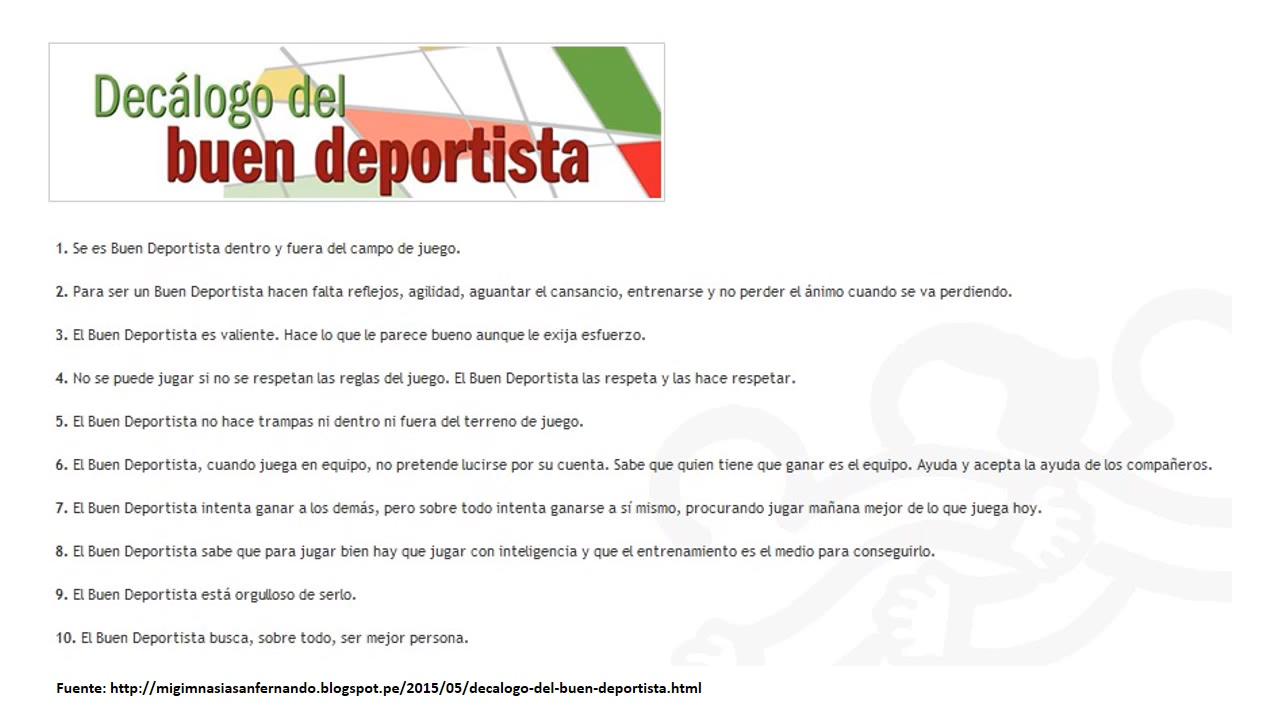 Decálogo del
buen deportista
1. Se es Buen Deportista dentro y fuera del campo de juego.
2. Para ser un Buen Deportista hacen falta reflejos, agilidad, aguantar el cansancio, entrenarse y no perder el ánimo cuando se va perdiendo.
3. El Buen Deportista es valiente. Hace lo que le parece bueno aunque le exija esfuerzo.
4. No se puede jugar si no se respetan las reglas del juego. El Buen Deportista las respeta y las hace respetar.
5. El Buen Deportista no hace trampas ni dentro ni fuera del terreno de juego.
6. El Buen Deportista, cuando juega en equipo, no pretende lucirse por su cuenta. Sabe que quien tiene que ganar es el equipo. Ayuda y acepta la ayuda de los compañeros.
7. El Buen Deportista intenta ganar a los demás, pero sobre todo intenta ganarse a sí mismo, procurando jugar mañana mejor de lo que juega hoy.
8. El Buen Deportista sabe que para jugar bien hay que jugar con inteligencia y que el entrenamiento es el medio para conseguirlo.
9. El Buen Deportista está orgulloso de serlo.
10. El Buen Deportista busca, sobre todo, ser mejor persona.
Fuente: http://migimnasiasanfernando.blogspot.pe/2015/05/decalogo-del-buen-deportista.html